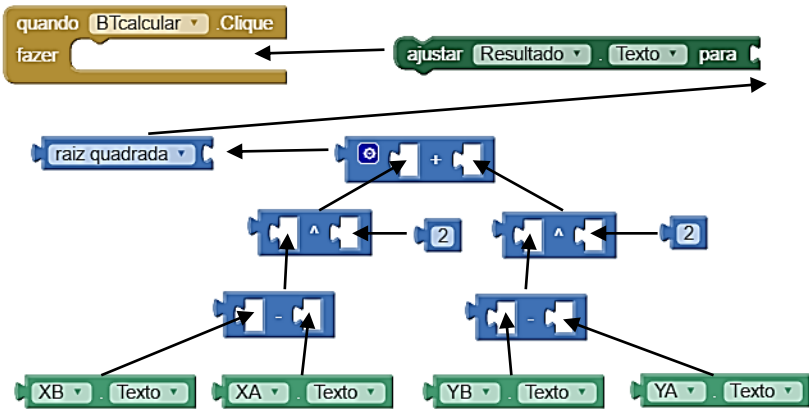 quando BTcalcular .Clique
fazer
ajustar Resultado . Texto para
raiz quadrada
+
^ 2
^ 2
-
-
XB . Texto
XA . Texto
YB . Texto
YA . Texto